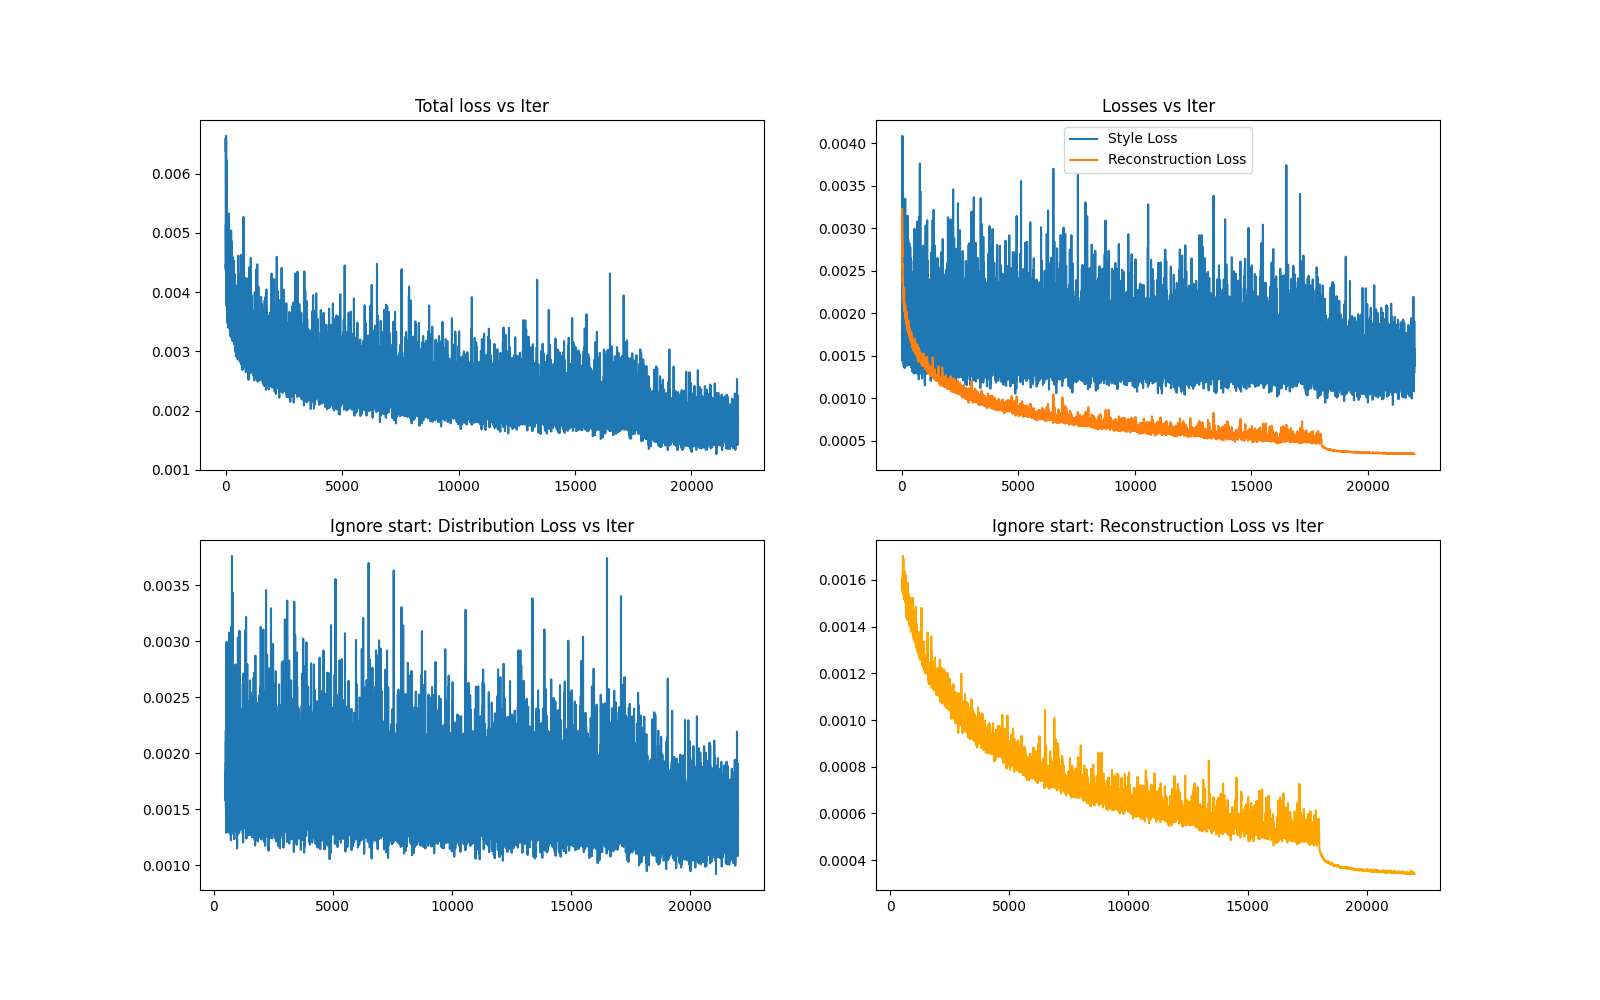 Total loss vs Iter
0.006
0.005
0.004
0.003
0.002
0.001
0 5000 10000 15000 20000
Losses vs Iter
Style Loss
Reconstruction Loss
0.0040
0.0035
0.0030
0.0025
0.0020
0.0015
0.0010
0.0005
0 5000 10000 15000 20000
Ignore start: Distribution Loss vs Iter
0.0035
0.0030
0.0025
0.0020
0.0015
0.0010
0 5000 10000 15000 20000
Ignore start: Reconstruction Loss vs Iter
0.0016
0.0014
0.0012
0.0010
0.0008
0.0006
0.0004
0 5000 10000 15000 20000